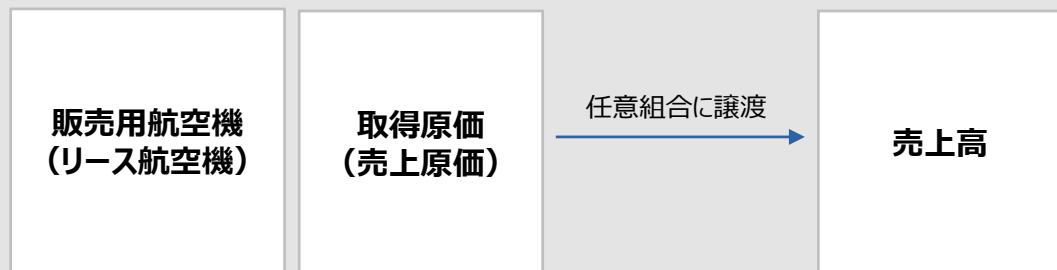 販売用航空機
（リース航空機）
取得原価
（売上原価）
任意組合に譲渡
売上高